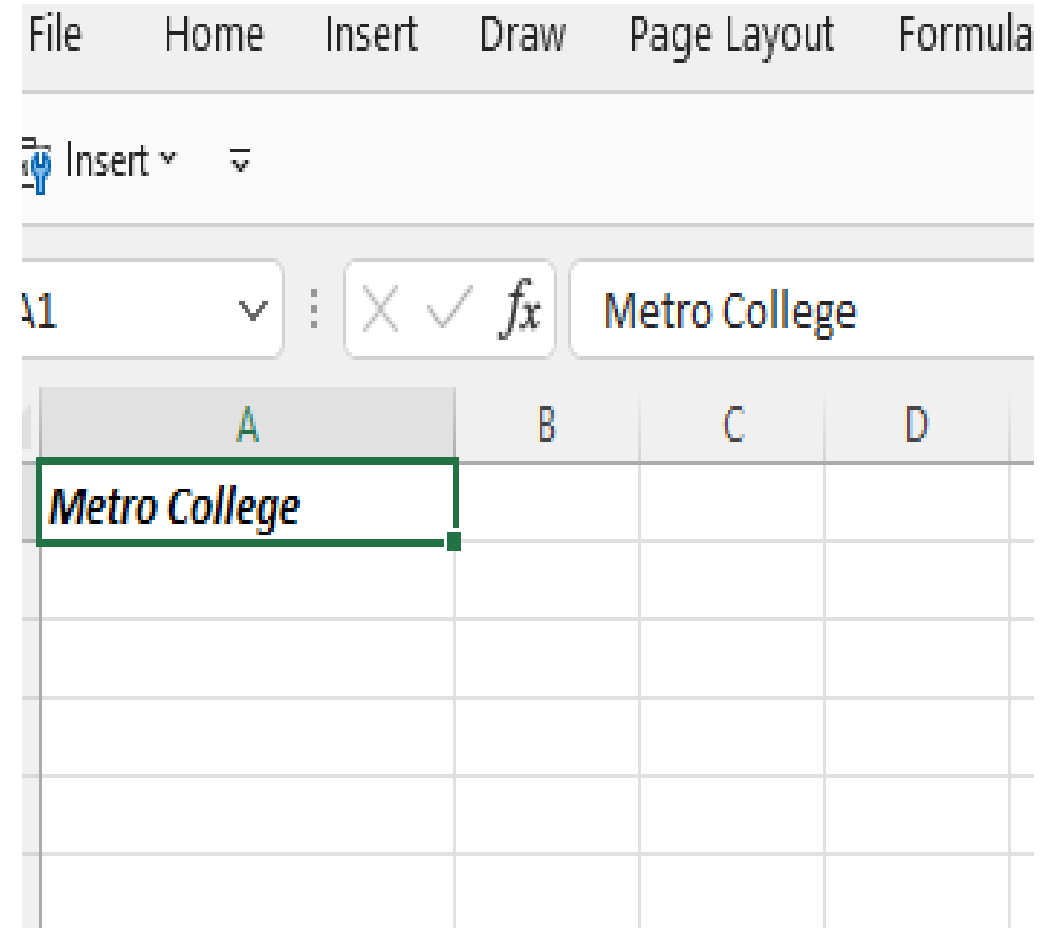 File Home Insert Draw Page Layout Formula
Insert
A1 fx Metro College
A B C D
Metro College